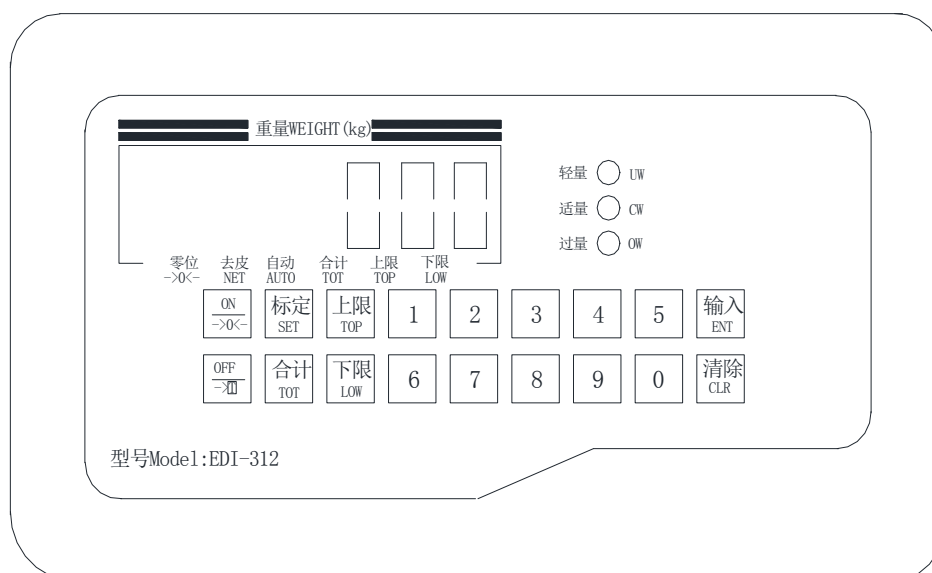 重量WEIGHT(kg)
000
轻量 UW
适量 CW
过量 OW
零位 去皮 自动 合计 上限 下限
->0<- NET AUTO TOT TOP LOW
ON 标定 上限 1 2 3 4 5 输入
->0<- SET TOP ENT
OFF 合计 下限 6 7 8 9 0 清除
-> TOT LOW CLR
型号Model:EDI-312